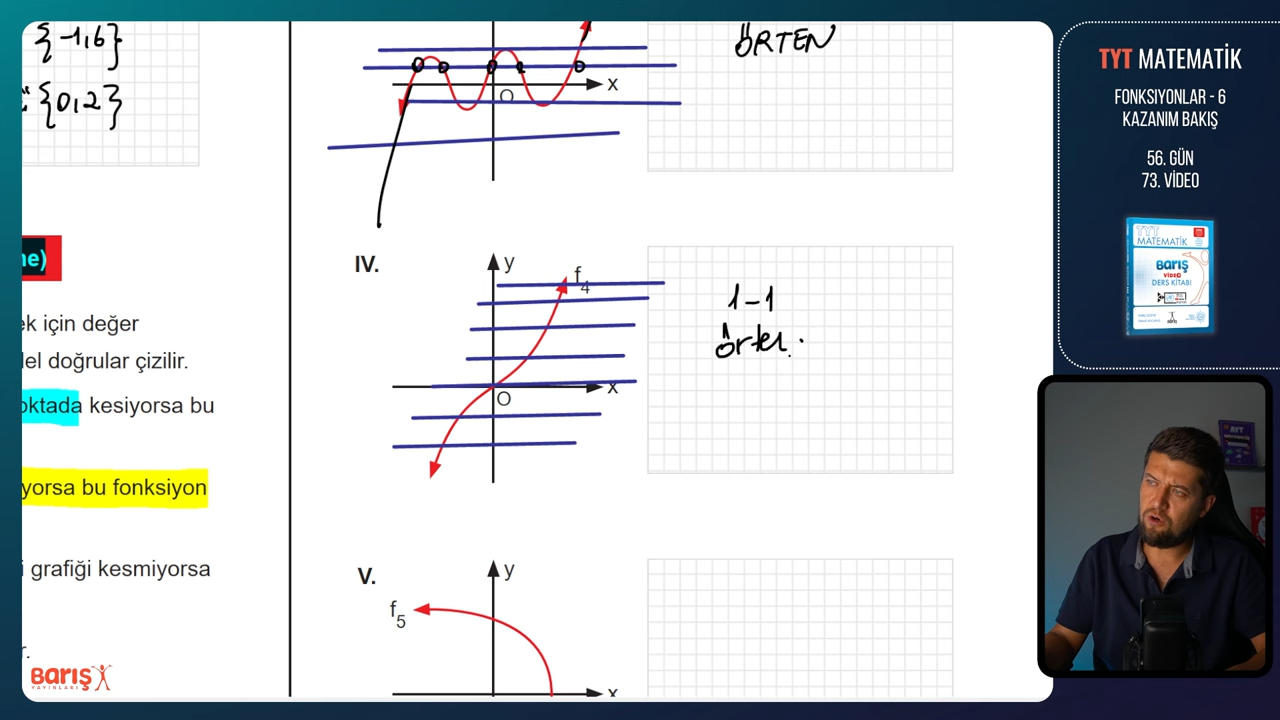 {-1,6}
{0,2}
ne)
ek için değer
lel doğrular çizilir.
oktada kesiyorsa bu
yorsa bu fonksiyon
i grafiği kesmiyorsa
r.
BARIŞ
YAYINLARI
ÖRTEN
O
x
IV.
y
f4
x
O
1-1
örten.
V.
y
f5
x
TYT MATEMATİK
FONKSİYONLAR - 6
KAZANIM BAKIŞ
56. GÜN
73. VİDEO
TYT
MATEMATİK
BARIŞ
VİDEO
DERS KİTABI
AYT